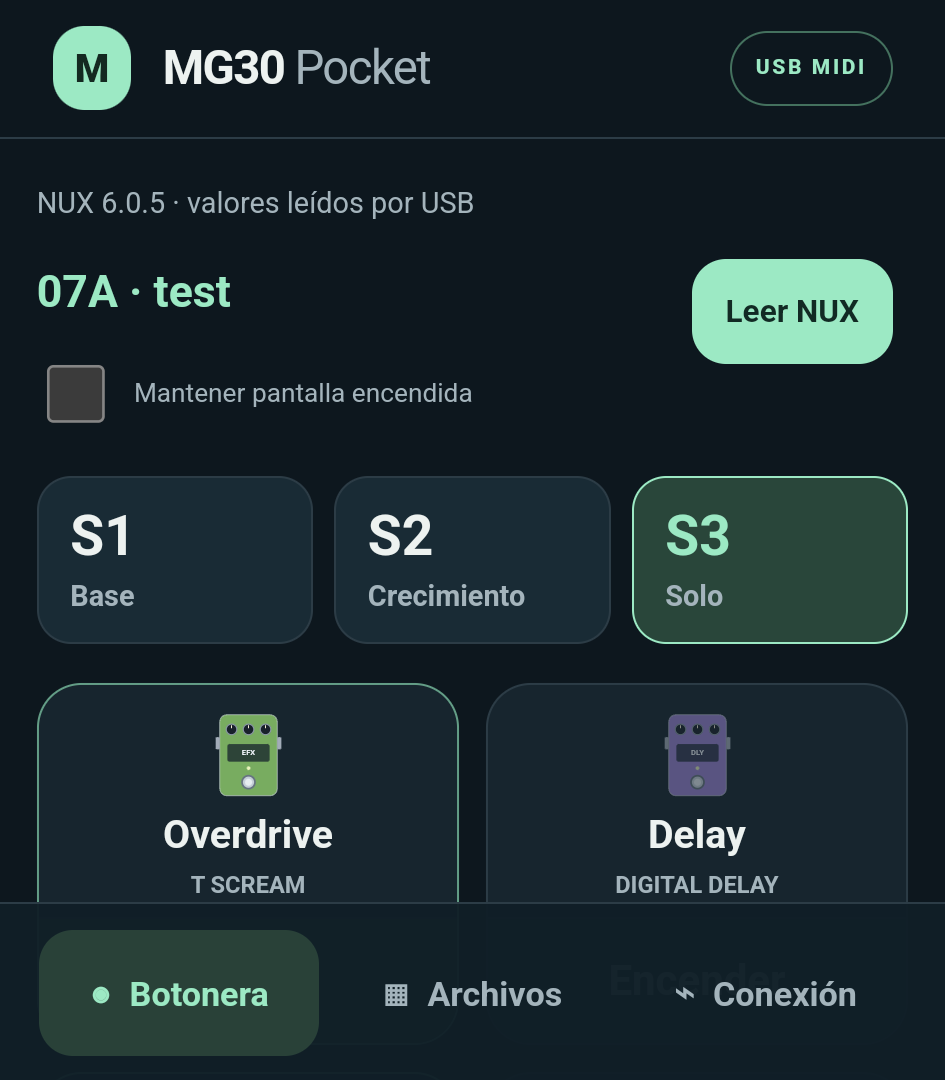 M MG30 Pocket USB MIDI
NUX 6.0.5 · valores leídos por USB
07A · test
Leer NUX
Mantener pantalla encendida
S1 S2 S3
Base Crecimiento Solo
EFX DLY
Overdrive Delay
T SCREAM DIGITAL DELAY
Encender
Botonera Archivos Conexión